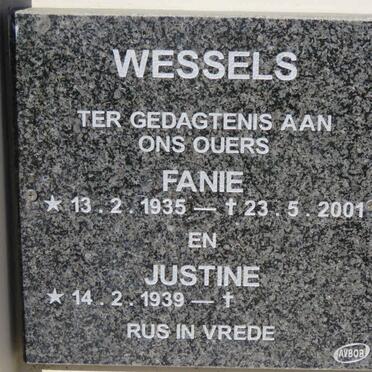 WESSELS
TER GEDAGTENIS AAN
ONS OUERS
FANIE
★ 13 . 2 . 1935 — † 23 . 5 . 2001
EN
JUSTINE
★ 14 . 2 . 1939 — †
RUS IN VREDE
AVBOB